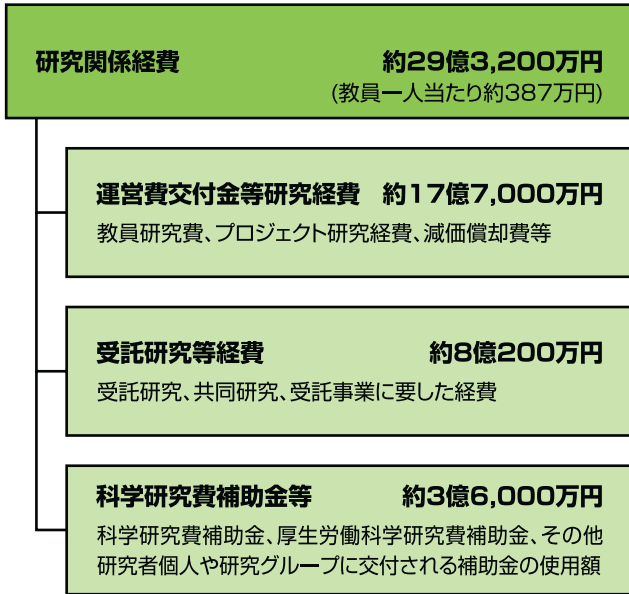 研究関係経費 約29億3,200万円
(教員一人当たり約387万円)
運営費交付金等研究経費 約17億7,000万円
教員研究費、プロジェクト研究経費、減価償却費等
受託研究等経費 約8億200万円
受託研究、共同研究、受託事業に要した経費
科学研究費補助金等 約3億6,000万円
科学研究費補助金、厚生労働科学研究費補助金、その他
研究者個人や研究グループに交付される補助金の使用額